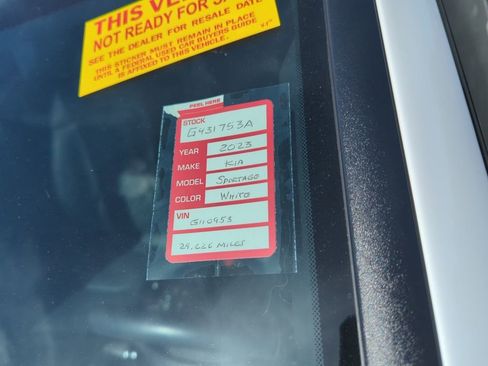 THIS VE
NOT READY FOR S
SEE THE DEALER FOR RESALE DATE
THIS STICKER MUST REMAIN IN PLACE
UNTIL A FEDERAL USED CAR BUYERS GUIDE
IS AFFIXED TO THIS VEHICLE.
PEEL HERE
STOCK
G431753A
YEAR 2023
MAKE KIA
MODEL SPORTAGE
COLOR WHITE
VIN
G110953
29,626 MILES